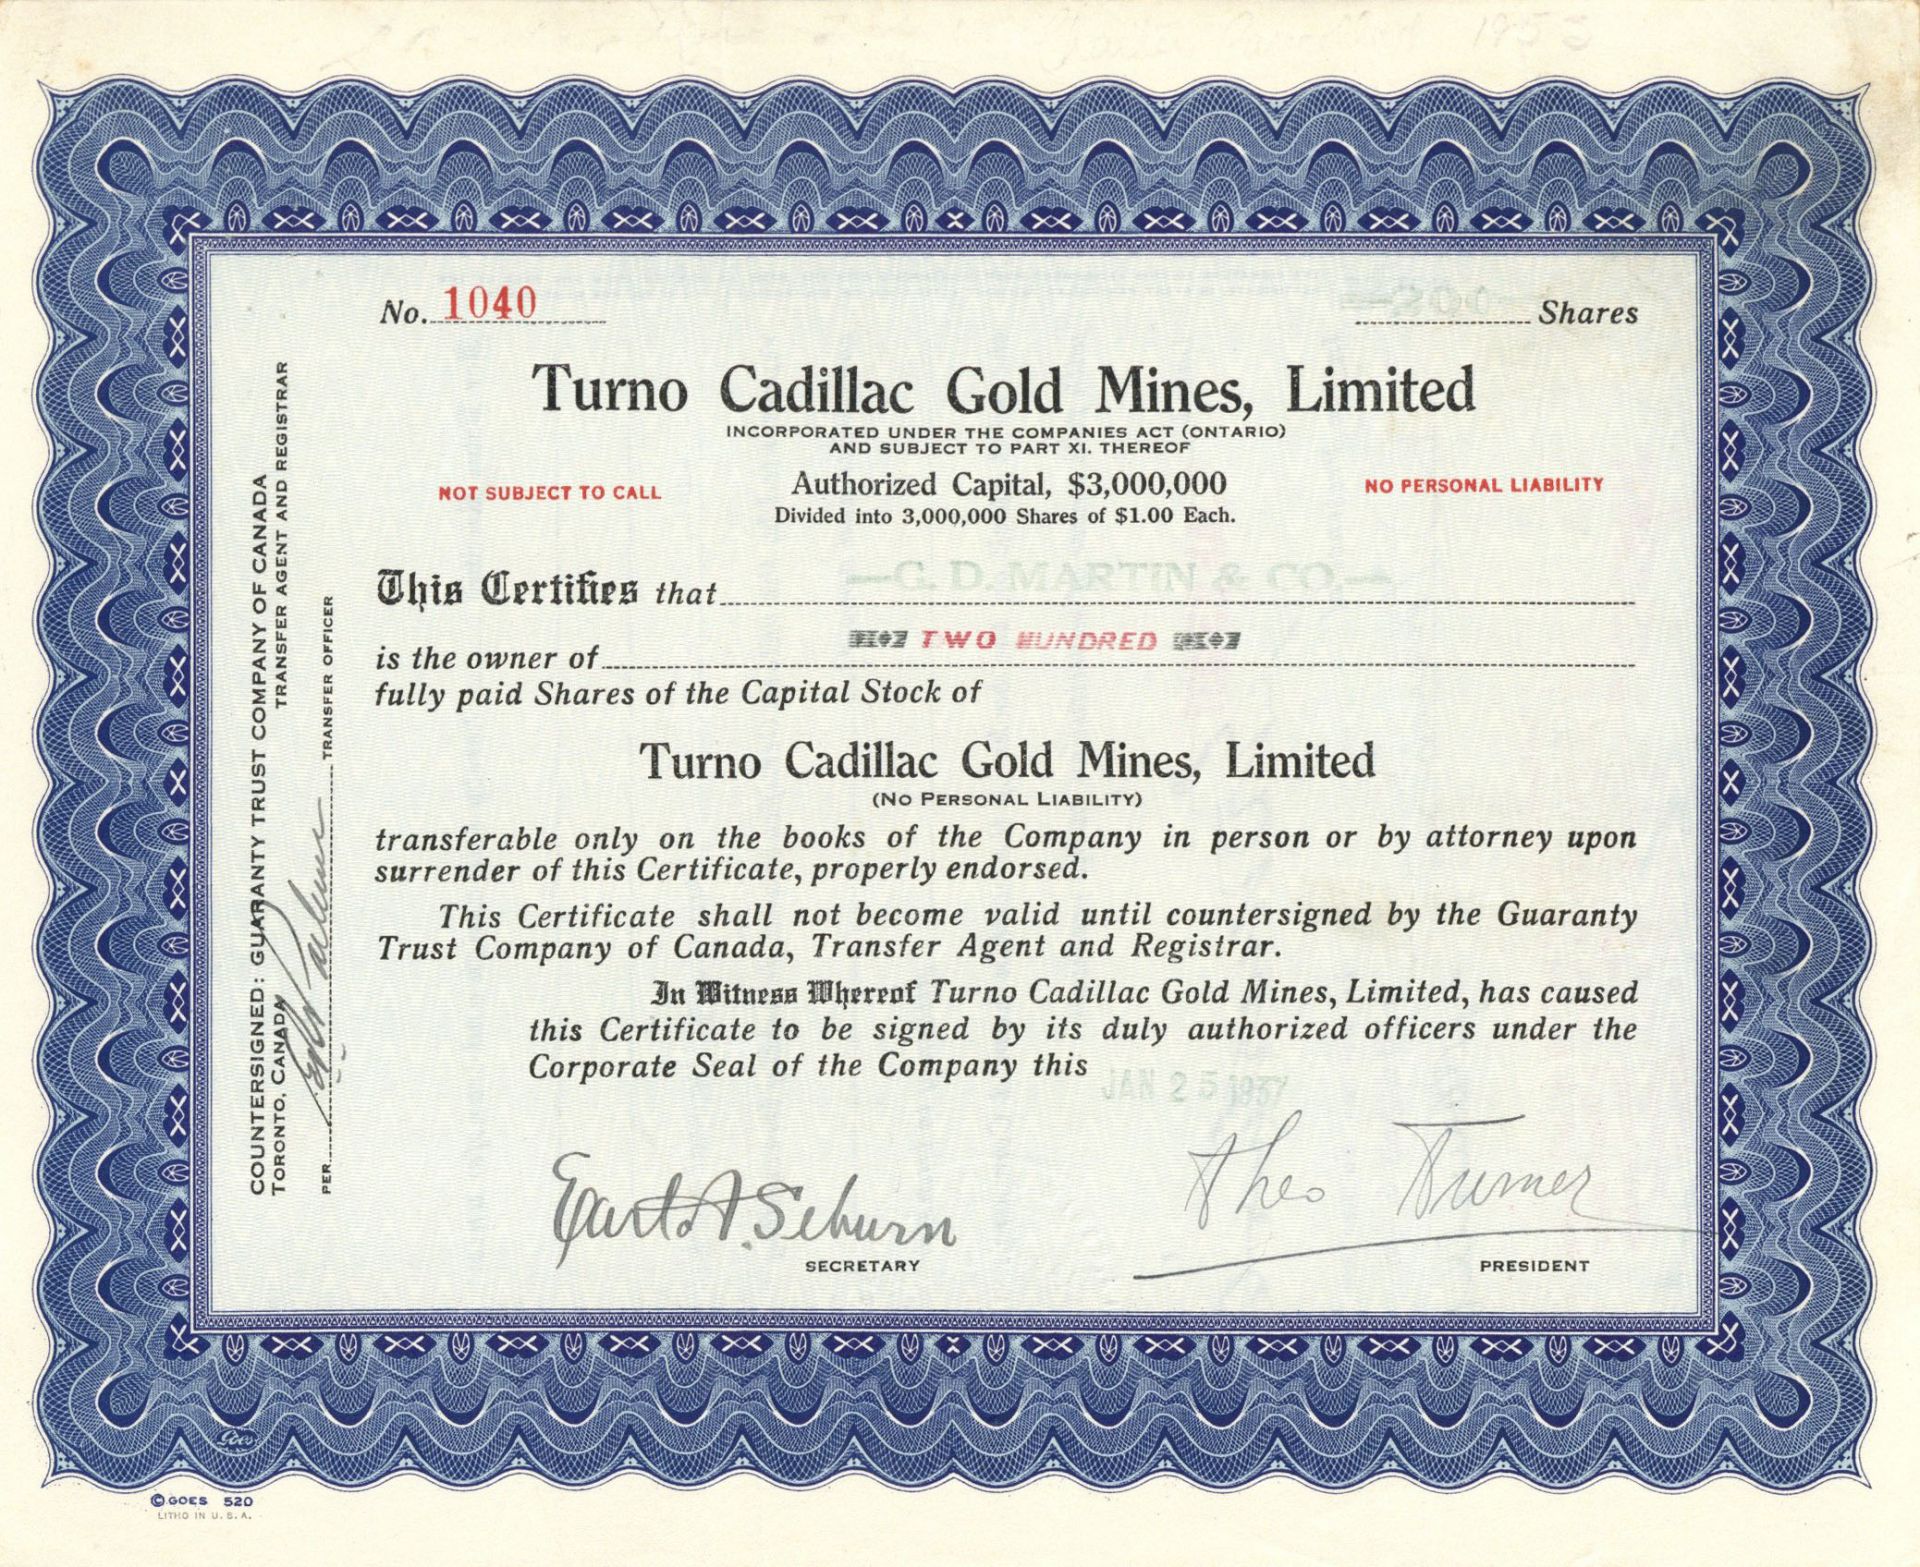 1955
No. 1040
—200— Shares
Turno Cadillac Gold Mines, Limited
INCORPORATED UNDER THE COMPANIES ACT (ONTARIO)
AND SUBJECT TO PART XI. THEREOF
NOT SUBJECT TO CALL
Authorized Capital, $3,000,000
NO PERSONAL LIABILITY
Divided into 3,000,000 Shares of $1.00 Each.
This Certifies that —C. D. MARTIN & CO.—
is the owner of TWO HUNDRED
fully paid Shares of the Capital Stock of
Turno Cadillac Gold Mines, Limited
(NO PERSONAL LIABILITY)
transferable only on the books of the Company in person or by attorney upon
surrender of this Certificate, properly endorsed.
This Certificate shall not become valid until countersigned by the Guaranty
Trust Company of Canada, Transfer Agent and Registrar.
In Witness Whereof Turno Cadillac Gold Mines, Limited, has caused
this Certificate to be signed by its duly authorized officers under the
Corporate Seal of the Company this JAN 25 1937
Theo Turner
SECRETARY
PRESIDENT
COUNTERSIGNED: GUARANTY TRUST COMPANY OF CANADA
TORONTO, CANADA TRANSFER AGENT AND REGISTRAR
PER TRANSFER OFFICER
Goes
© GOES 520
LITHO IN U. S. A.